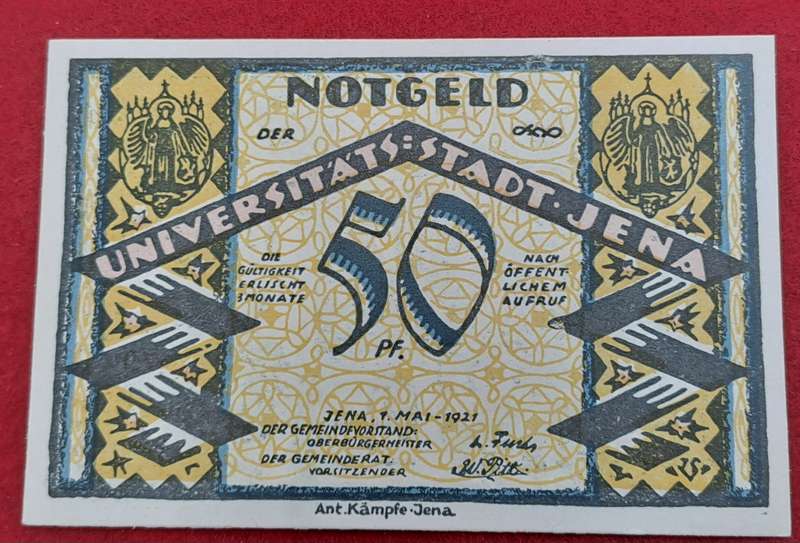 NOTGELD
DER
UNIVERSITÄTS=STADT·JENA
DIE
GÜLTIGKEIT
ERLISCHT
3 MONATE
50
PF.
NACH
ÖFFENT-
LICHEM
AUFRUF
JENA, 1. MAI-1921
DER GEMEINDEVORSTAND:
OBERBÜRGERMEISTER
DER GEMEINDERAT:
VORSITZENDER
Ant. Kämpfe·Jena